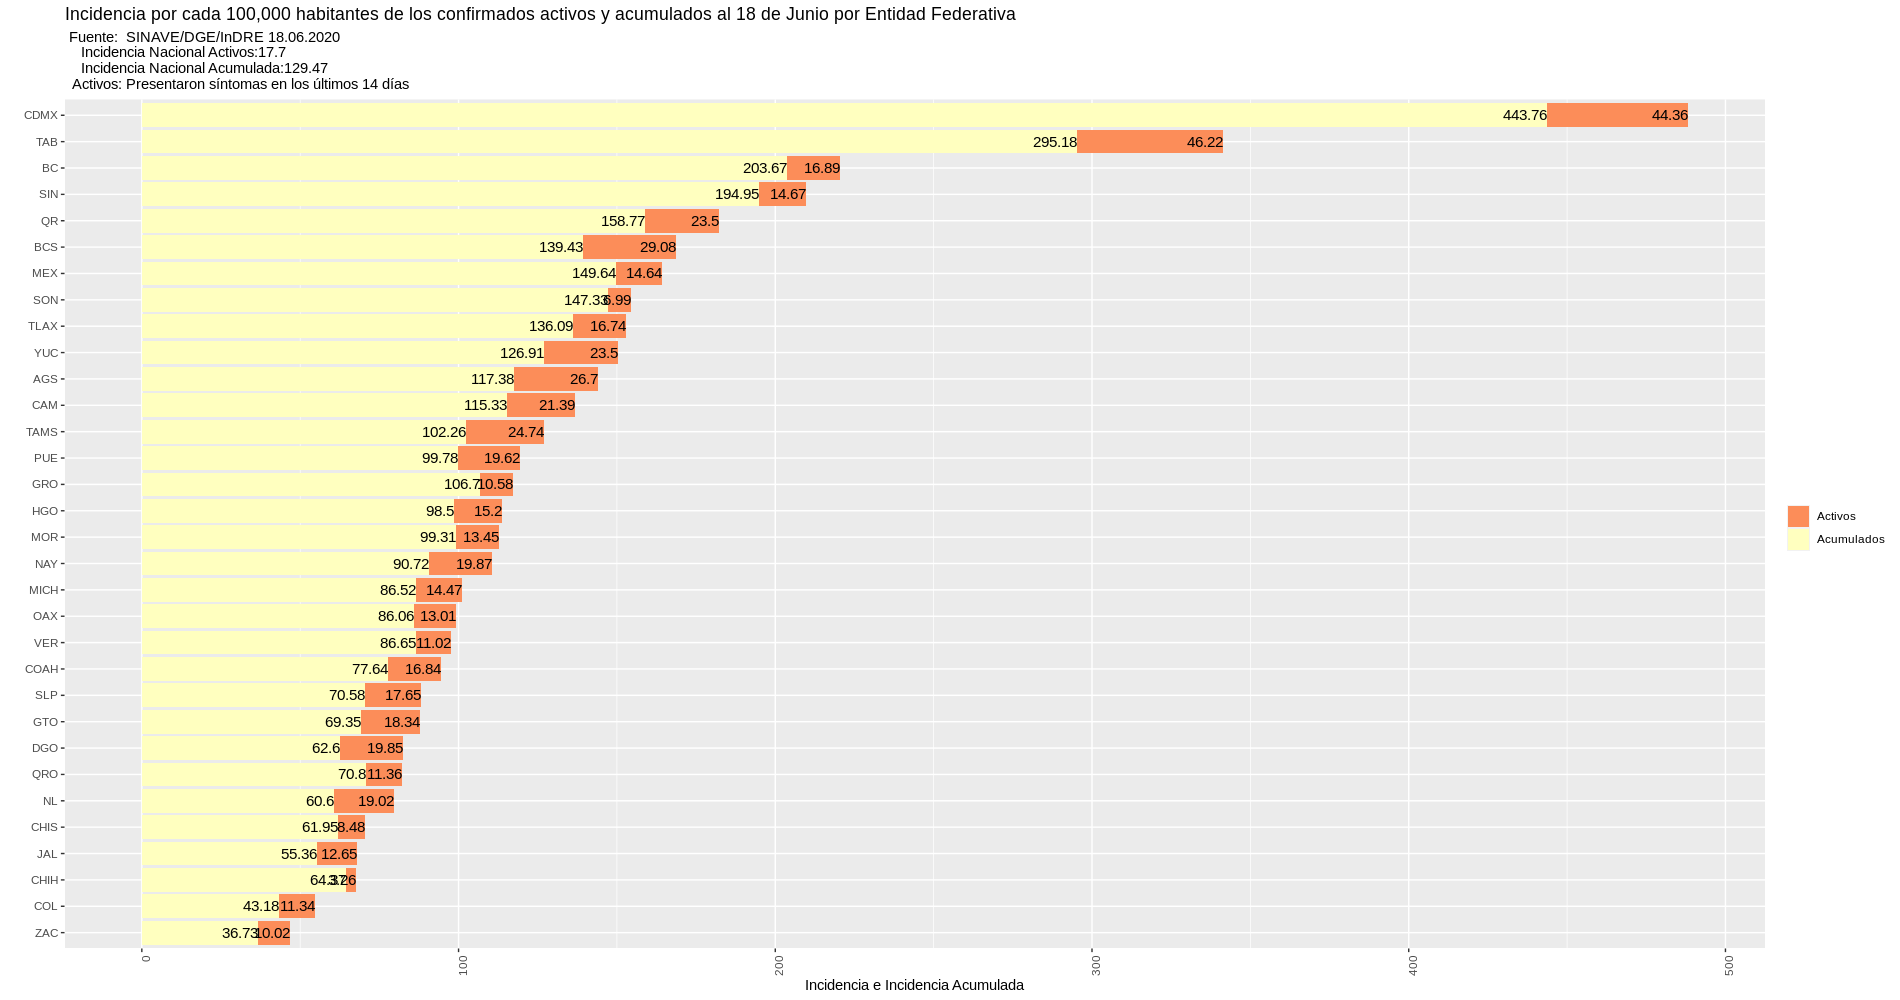 Incidencia por cada 100,000 habitantes de los confirmados activos y acumulados al 18 de Junio por Entidad Federativa
Fuente: SINAVE/DGE/InDRE 18.06.2020
Incidencia Nacional Activos:17.7
Incidencia Nacional Acumulada:129.47
Activos: Presentaron síntomas en los últimos 14 días
CDMX 443.76 44.36
TAB 295.18 46.22
BC 203.67 16.89
SIN 194.95 14.67
QR 158.77 23.5
BCS 139.43 29.08
MEX 149.64 14.64
SON 147.33 6.99
TLAX 136.09 16.74
YUC 126.91 23.5
AGS 117.38 26.7
CAM 115.33 21.39
TAMS 102.26 24.74
PUE 99.78 19.62
GRO 106.7 10.58
HGO 98.5 15.2
MOR 99.31 13.45
NAY 90.72 19.87
MICH 86.52 14.47
OAX 86.06 13.01
VER 86.65 11.02
COAH 77.64 16.84
SLP 70.58 17.65
GTO 69.35 18.34
DGO 62.6 19.85
QRO 70.8 11.36
NL 60.6 19.02
CHIS 61.95 8.48
JAL 55.36 12.65
CHIH 3.26
COL 43.18 11.34
ZAC 36.73 10.02
0 100 200 300 400 500
Incidencia e Incidencia Acumulada
Activos
Acumulados